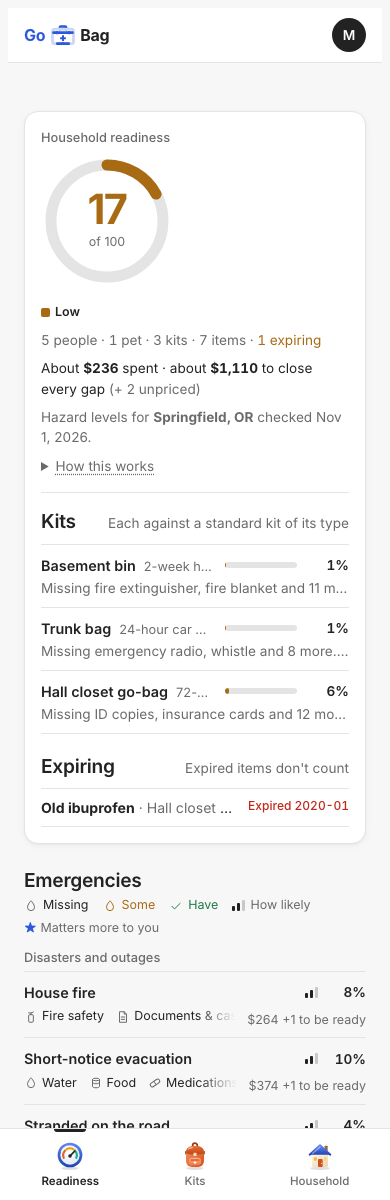 Go Bag
M
Household readiness
17
of 100
Low
5 people · 1 pet · 3 kits · 7 items · 1 expiring
About $236 spent · about $1,110 to close
every gap (+ 2 unpriced)
Hazard levels for Springfield, OR checked Nov
1, 2026.
How this works
Kits Each against a standard kit of its type
Basement bin 2-week h... 1%
Missing fire extinguisher, fire blanket and 11 m...
Trunk bag 24-hour car ... 1%
Missing emergency radio, whistle and 8 more....
Hall closet go-bag 72-... 6%
Missing ID copies, insurance cards and 12 mo...
Expiring Expired items don't count
Old ibuprofen · Hall closet ... Expired 2020-01
Emergencies
Missing Some Have How likely
Matters more to you
Disasters and outages
House fire 8%
Fire safety Documents & ca $264 +1 to be ready
Short-notice evacuation 10%
Water Food Medications $374 +1 to be ready
Stranded on the road 4%
Readiness Kits Household